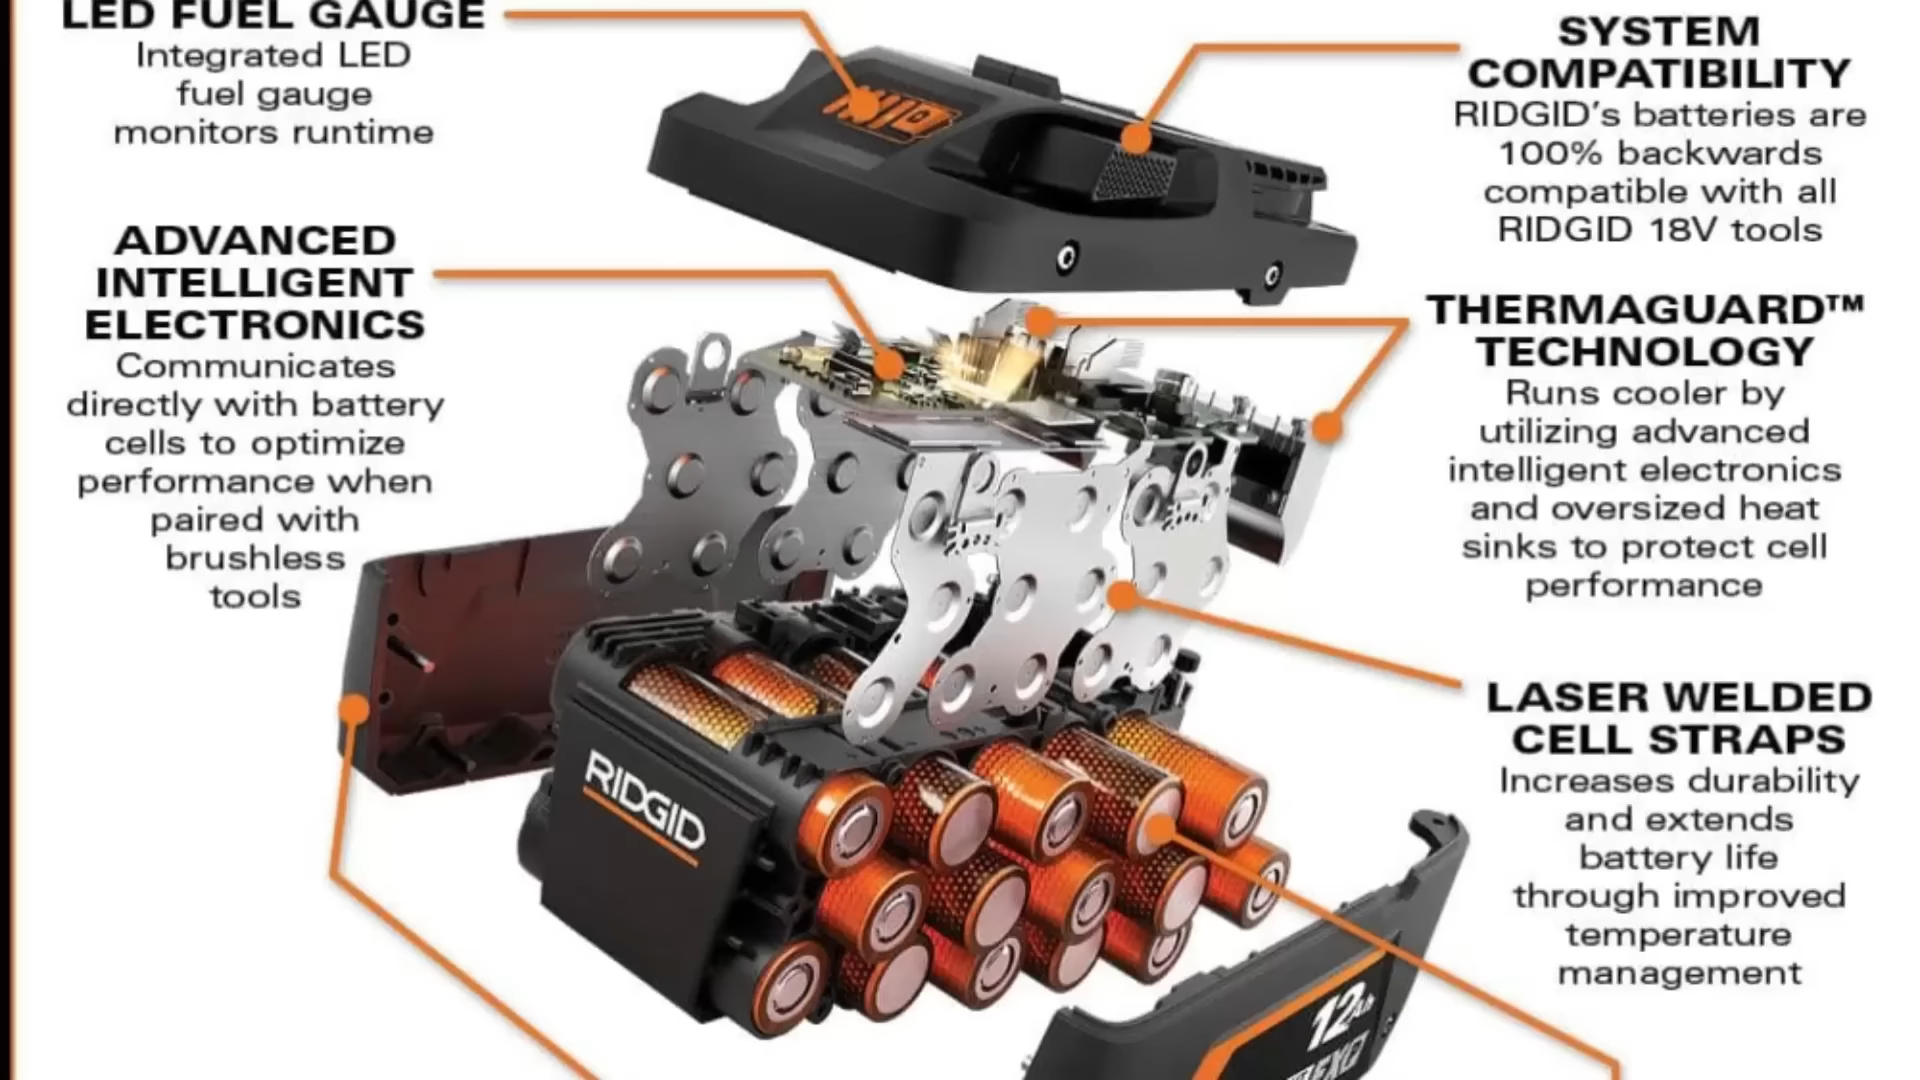 LED FUEL GAUGE
Integrated LED
fuel gauge
monitors runtime
ADVANCED
INTELLIGENT
ELECTRONICS
Communicates
directly with battery
cells to optimize
performance when
paired with
brushless
tools
SYSTEM
COMPATIBILITY
RIDGID's batteries are
100% backwards
compatible with all
RIDGID 18V tools
THERMAGUARD™
TECHNOLOGY
Runs cooler by
utilizing advanced
intelligent electronics
and oversized heat
sinks to protect cell
performance
LASER WELDED
CELL STRAPS
Increases durability
and extends
battery life
through improved
temperature
management
RIDGID
12Ah